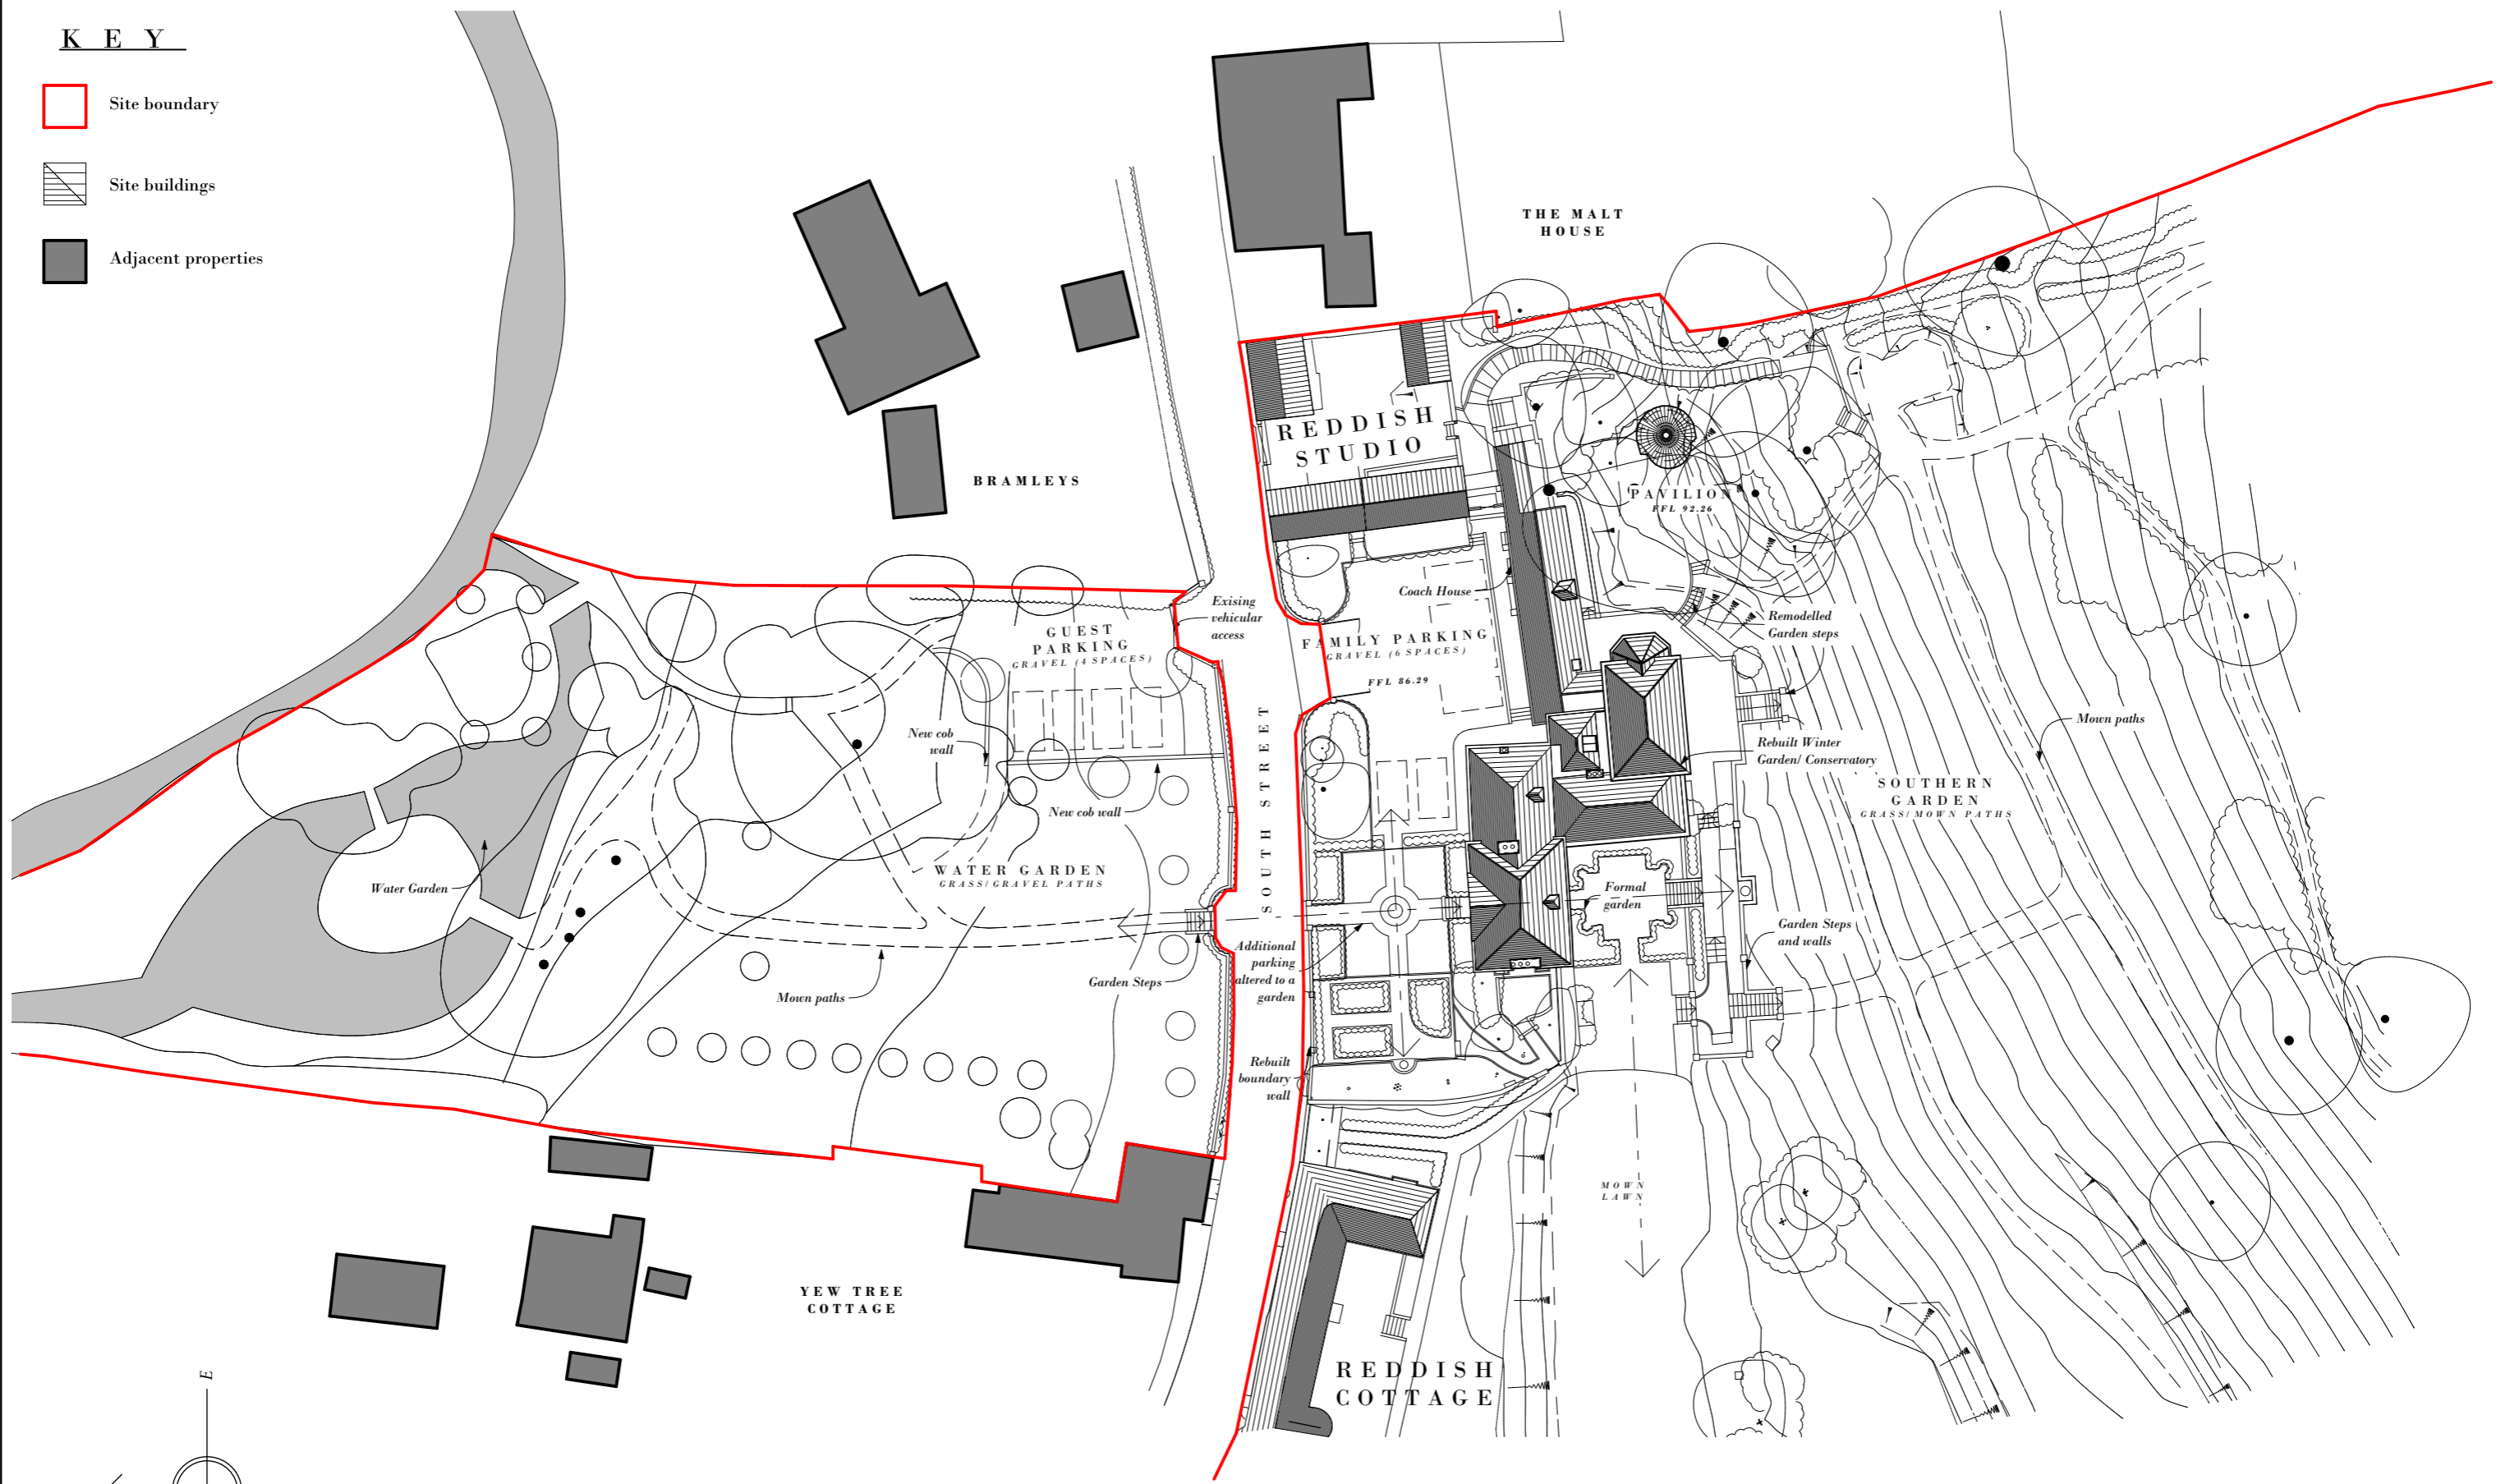 KEY
Site boundary
Site buildings
Adjacent properties
THE MALT
HOUSE
REDDISH
STUDIO
BRAMLEYS
PAVILION
FFL 92.26
Coach House
Exising
vehicular
access
GUEST
PARKING
GRAVEL (4 SPACES)
FAMILY PARKING
GRAVEL (6 SPACES)
FFL 86.29
Remodelled
Garden steps
Mown paths
New cob
wall
New cob wall
SOUTH STREET
Rebuilt Winter
Garden/ Conservatory
SOUTHERN
GARDEN
GRASS/MOWN PATHS
WATER GARDEN
GRASS/GRAVEL PATHS
Water Garden
Formal
garden
Garden Steps
and walls
Additional
parking
altered to a
garden
Garden Steps
Mown paths
Rebuilt
boundary
wall
MOWN
LAWN
YEW TREE
COTTAGE
REDDISH
COTTAGE
E